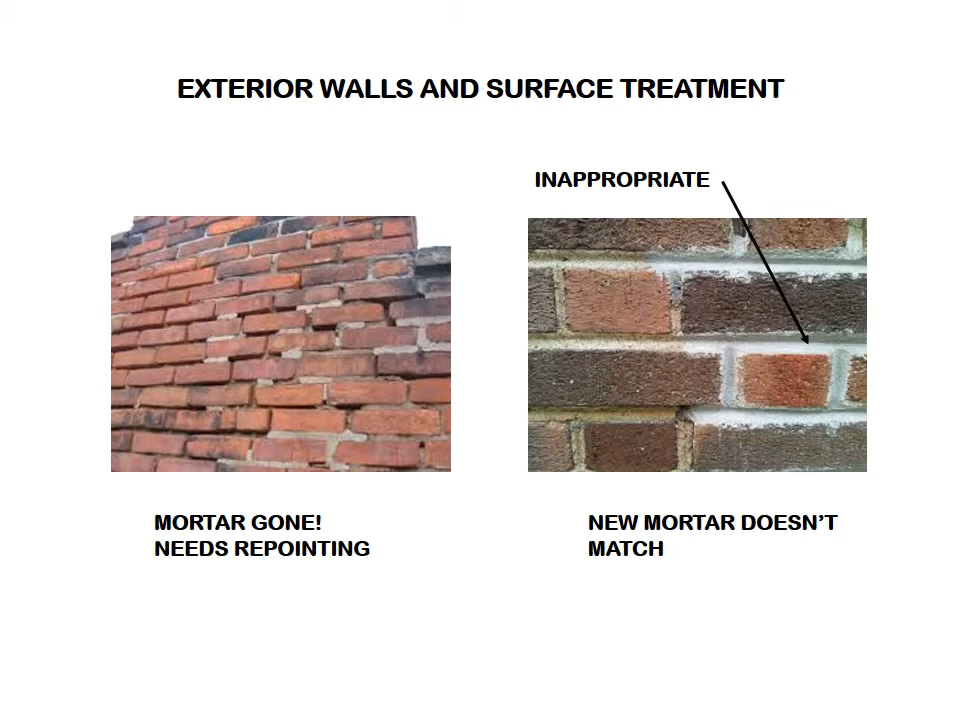 EXTERIOR WALLS AND SURFACE TREATMENT
INAPPROPRIATE
MORTAR GONE!
NEEDS REPOINTING
NEW MORTAR DOESN’T
MATCH